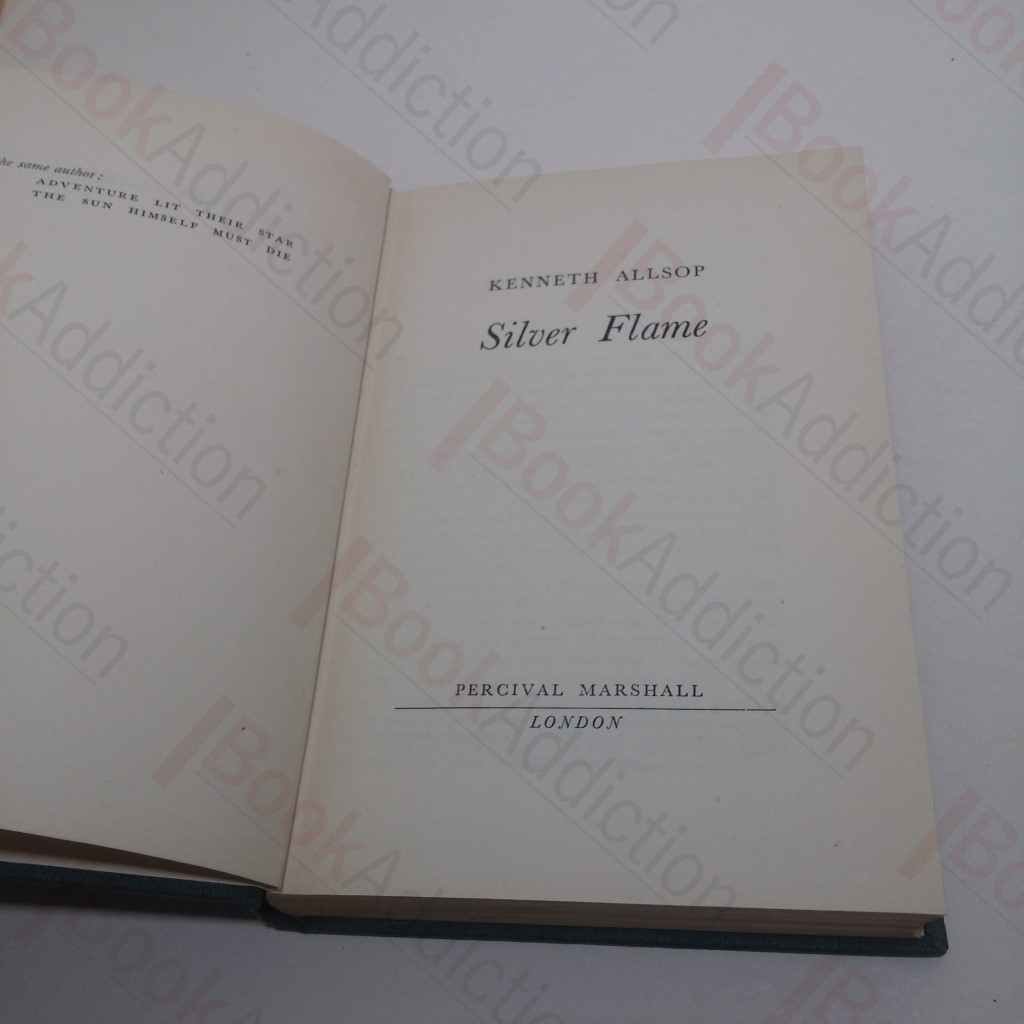 he same author:
ADVENTURE LIT THEIR STAR
THE SUN HIMSELF MUST DIE
KENNETH ALLSOP
Silver Flame
PERCIVAL MARSHALL
LONDON
BookAddiction